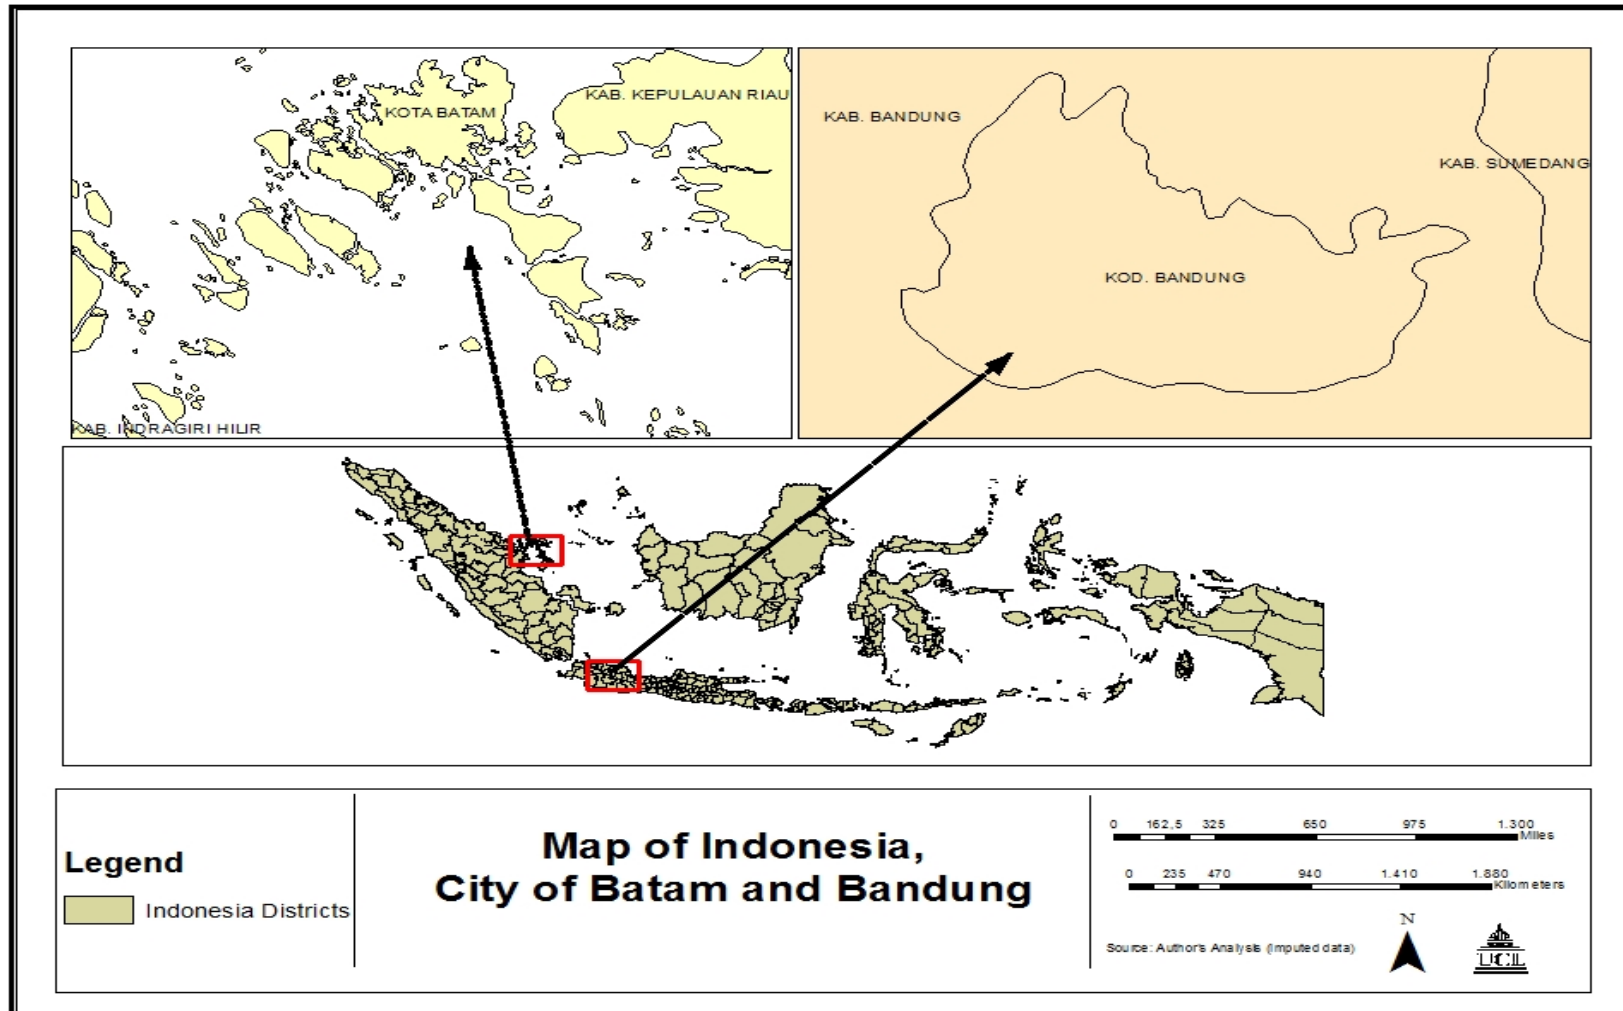 KOTA BATAM
KAB. KEPULAUAN RIAU
KAB. INDRAGIRI HILIR
KAB. BANDUNG
KAB. SUMEDANG
KOD. BANDUNG
Legend
Indonesia Districts
Map of Indonesia,
City of Batam and Bandung
0 162,5 325 650 975 1.300
Miles
0 235 470 940 1.410 1.880
Kilometers
Source: Author's Analysis (Imputed data)
N
UCL